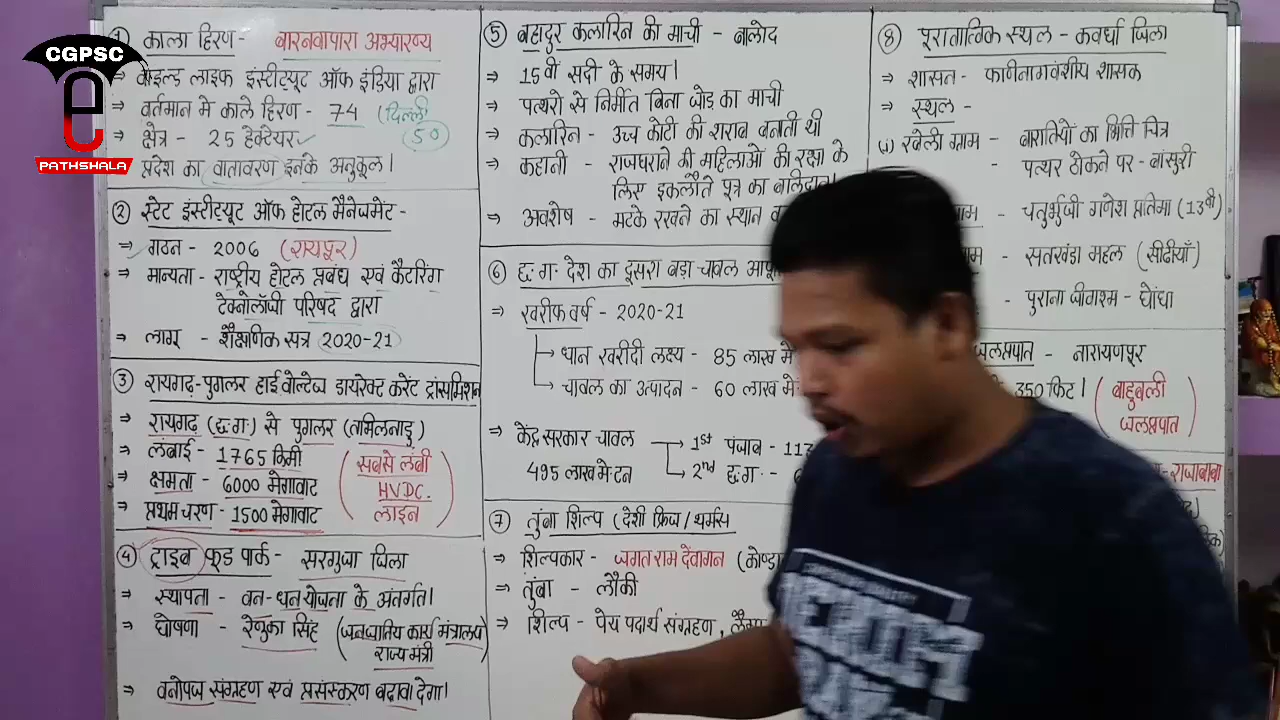 CGPSC
e
PATHSHALA
① काला हिरण - बारनवापारा अभ्यारण्य
⇒ वाइल्ड लाइफ इंस्टीट्यूट ऑफ इंडिया द्वारा
⇒ वर्तमान में काले हिरण - 74 (दिल्ली 50)
⇒ क्षेत्र - 25 हेक्टेयर
प्रदेश का वातावरण इनके अनुकूल।
② स्टेट इंस्टीट्यूट ऑफ होटल मैनेजमेंट -
⇒ गठन - 2006 (रायपुर)
⇒ मान्यता - राष्ट्रीय होटल प्रबंध एवं कैटरिंग
टेक्नोलॉजी परिषद द्वारा
⇒ लागू - शैक्षणिक सत्र 2020-21
③ रायगढ़-पुगलर हाई वोल्टेज डायरेक्ट करेंट ट्रांसमिशन
⇒ रायगढ़ (छ.ग.) से पुगलर (तमिलनाडु)
⇒ लंबाई - 1765 किमी
⇒ क्षमता - 6000 मेगावाट
⇒ प्रथम चरण - 1500 मेगावाट
(सबसे लंबी
HVDC.
लाइन)
④ ट्राइब फूड पार्क - सरगुजा जिला
⇒ स्थापता - वन-धन योजना के अंतर्गत।
⇒ घोषणा - रेणुका सिंह (जनजातिय कार्य मंत्रालय
राज्य मंत्री
⇒ वनोपज संग्रहण एवं प्रसंस्करण बढ़ावा देगा।
⑤ बहादुर कलारिन की माची - बालोद
⇒ 15वीं सदी के समय।
⇒ पत्थरो से निर्मीत बिना जोड का माची
⇒ कलारिन - उच्च कोटी की शराब बनाती थी
⇒ कहानी - राजघराने की महिलाओं की रक्षा के
लिए इकलौते पुत्र का बलिदान।
⇒ अवशेष - मटके रखने का स्थान
⑥ छ.ग. देश का दूसरा बड़ा चावल
⇒ खरीफ वर्ष - 2020-21
धान खरीदी लक्ष्य - 85 लाख
चावल का उत्पादन - 60 लाख
⇒ केंद्र सरकार चावल
495 लाख मे.टन
→ 1st पंजाब - 113
→ 2nd छ.ग. -
⑦ तुंबा शिल्प (देशी फ्रिज / थर्मस
⇒ शिल्पकार - जगत राम देवागन
⇒ तुंबा - लौकी
⇒ शिल्प - पेय पदार्थ संग्रहण,
⑧ पुरातात्विक स्थल - कवर्धा जिला
⇒ शासन - फणीनागवंशीय शासक
⇒ स्थल -
ग्राम - बारातियों का भित्ति चित्र
पत्थर ठोकने पर - बांसुरी
- चतुर्भुजी गणेश प्रतिमा (13वी)
- सतखंडा महल (सीढीयाँ)
- पुराना जीवाश्म - घोंघा
जलप्रपात - नारायणपुर
350 फिट।
(बाहुबली
जलप्रपात)